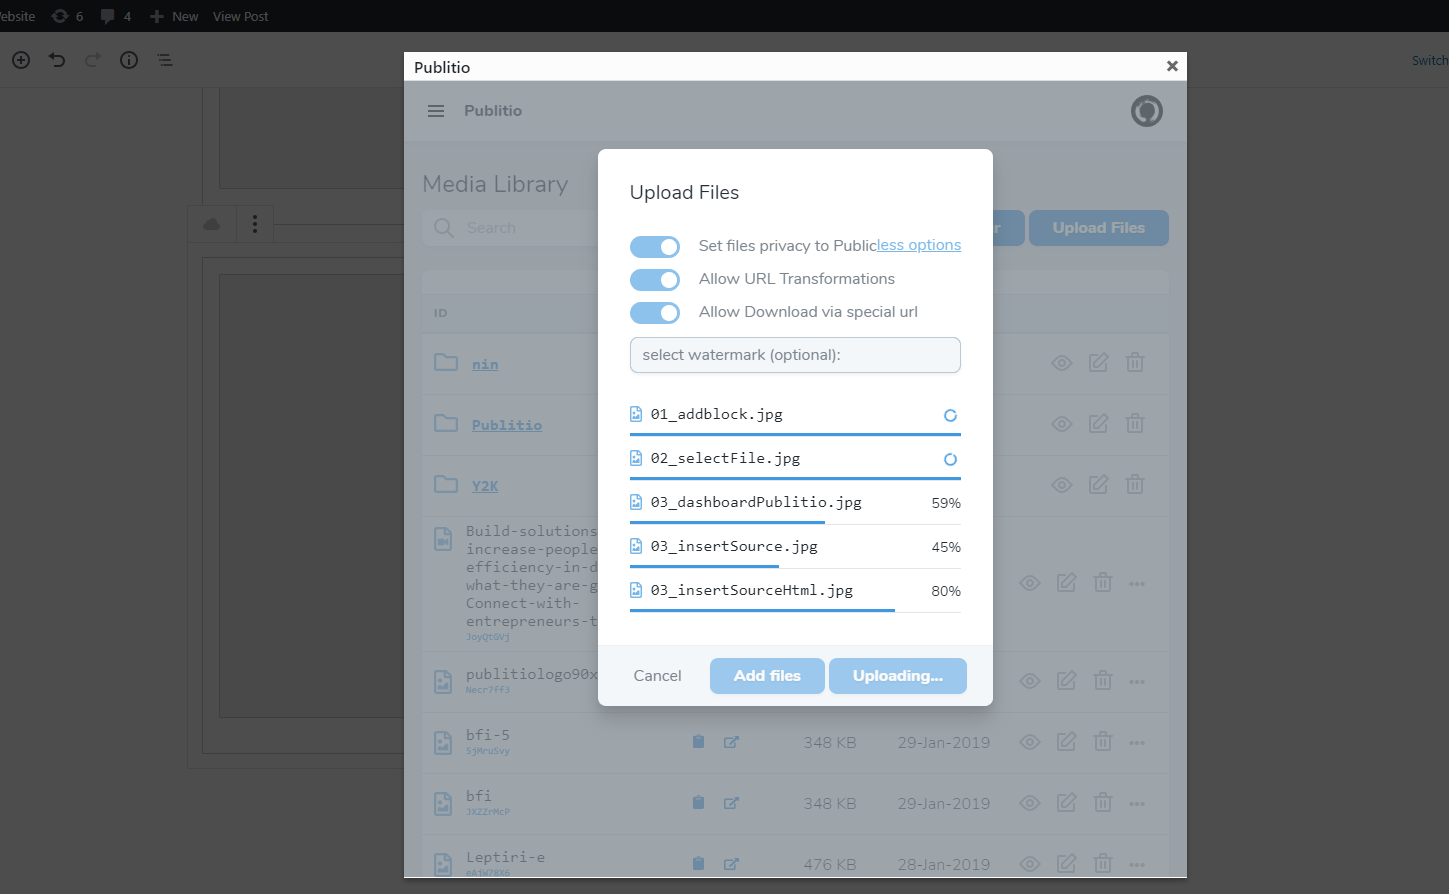 ebsite 6 4 New View Post
Switch
Publitio
Publitio
Media Library
Search
r Upload Files
ID
nin
Publitio
Y2K
Build-solutions
increase-people
efficiency-in-d
what-they-are-g
Connect-with-
entrepreneurs-t
JoyQtGVj
publitiologo90x
Necr7ff3
bfi-5 348 KB 29-Jan-2019
5jMruSvy
bfi 348 KB 29-Jan-2019
JXZZrMcP
Leptiri-e 476 KB 28-Jan-2019
eAjW78X6
Upload Files
Set files privacy to Publicless options
Allow URL Transformations
Allow Download via special url
select watermark (optional):
01_addblock.jpg
02_selectFile.jpg
03_dashboardPublitio.jpg 59%
03_insertSource.jpg 45%
03_insertSourceHtml.jpg 80%
Cancel Add files Uploading...